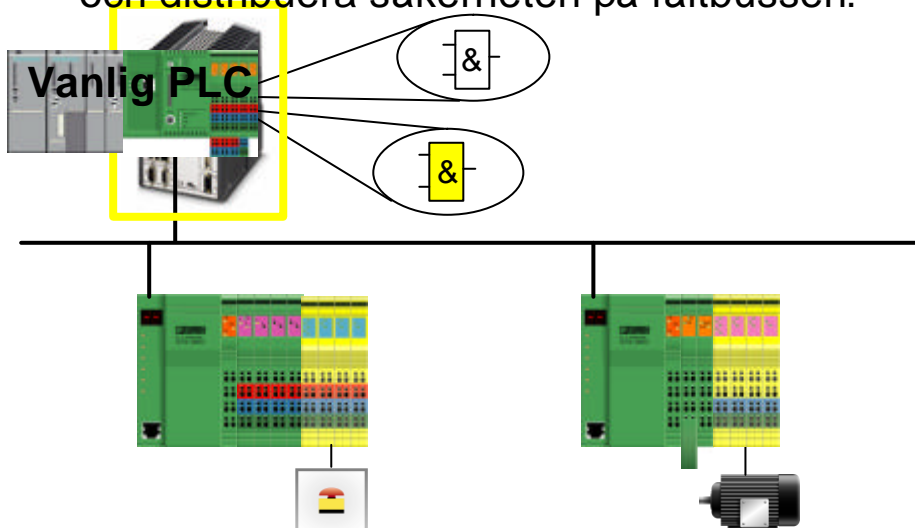 och distribuera säkerheten på fältbussen.
&
Vanlig PLC
&